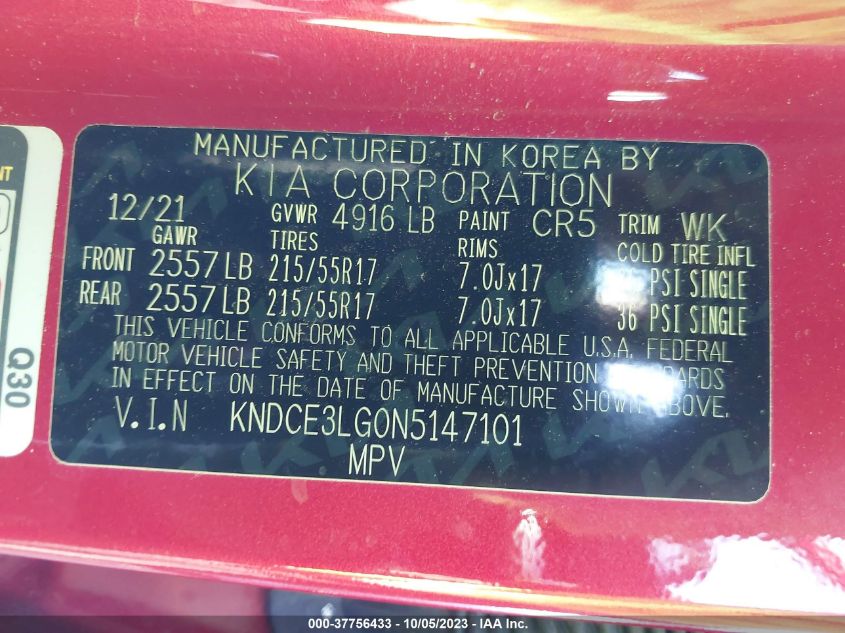 MANUFACTURED IN KOREA BY
KIA CORPORATION
12/21 GVWR 4916 LB PAINT CR5 TRIM WK
GAWR TIRES RIMS COLD TIRE INFL
FRONT 2557LB 215/55R17 7.0Jx17 PSI SINGLE
REAR 2557LB 215/55R17 7.0Jx17 36 PSI SINGLE
THIS VEHICLE CONFORMS TO ALL APPLICABLE U.S.A. FEDERAL
MOTOR VEHICLE SAFETY AND THEFT PREVENTION
IN EFFECT ON THE DATE OF MANUFACTURE SHOWN ABOVE.
V.I.N KNDCE3LG0N5147101
MPV
Q30
000-37756433 - 10/05/2023 - IAA Inc.